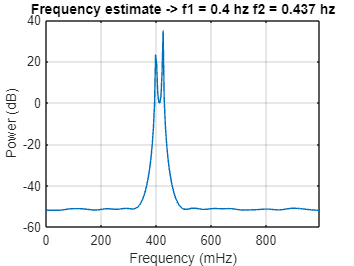 Frequency estimate -> f1 = 0.4 hz f2 = 0.437 hz
40
20
0
-20
-40
-60
Power (dB)
0 200 400 600 800
Frequency (mHz)